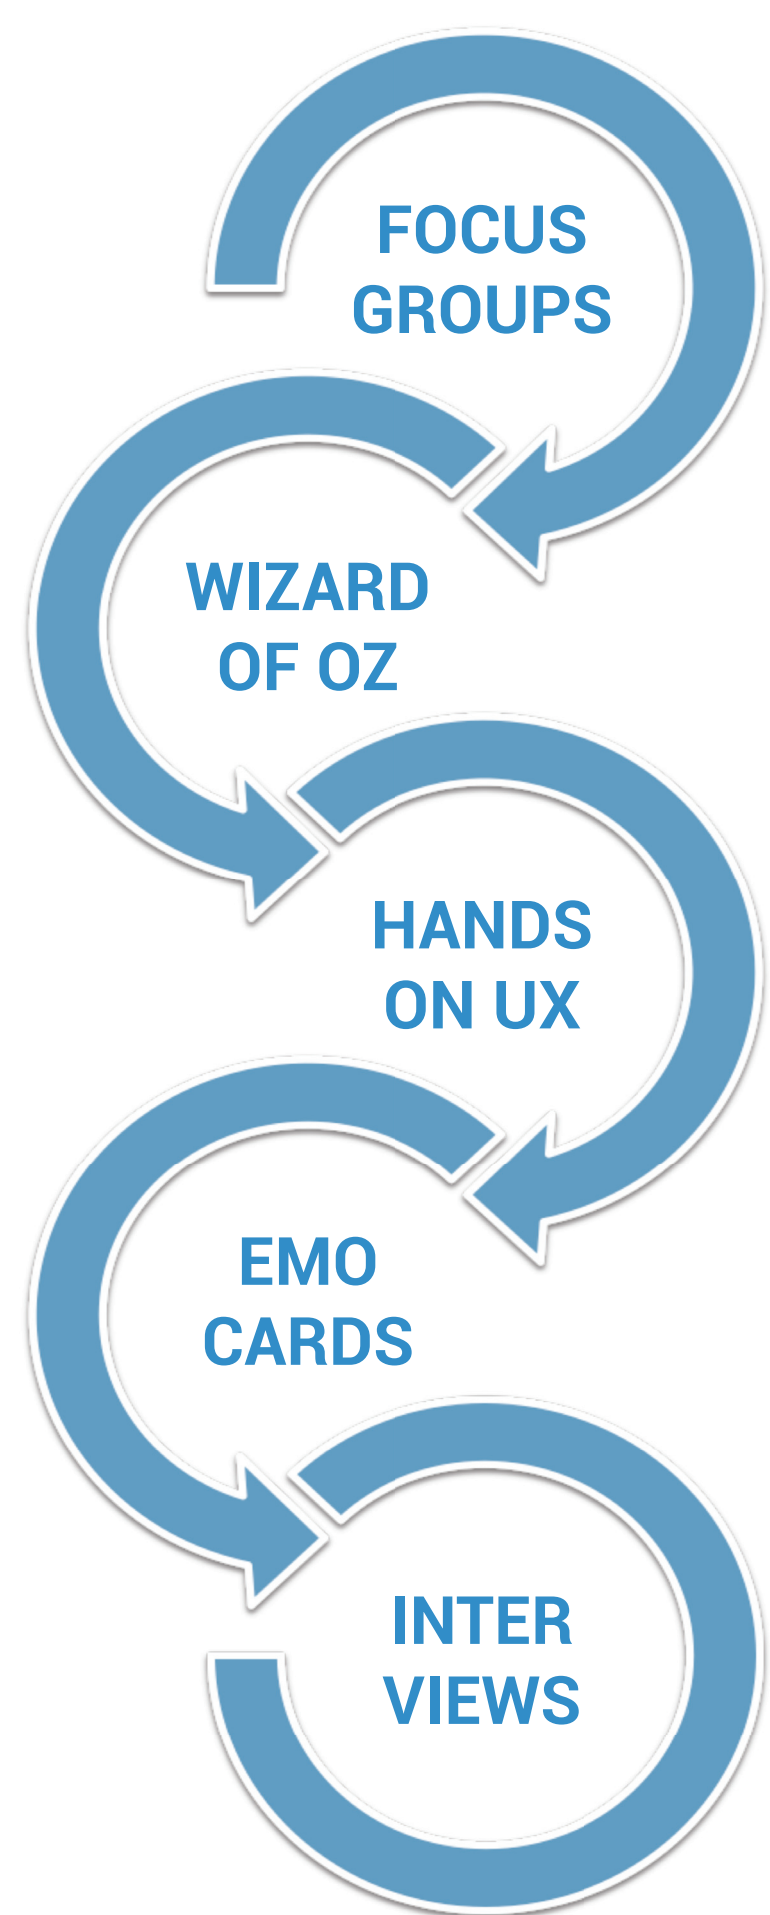 FOCUS
GROUPS
WIZARD
OF OZ
HANDS
ON UX
EMO
CARDS
INTER
VIEWS